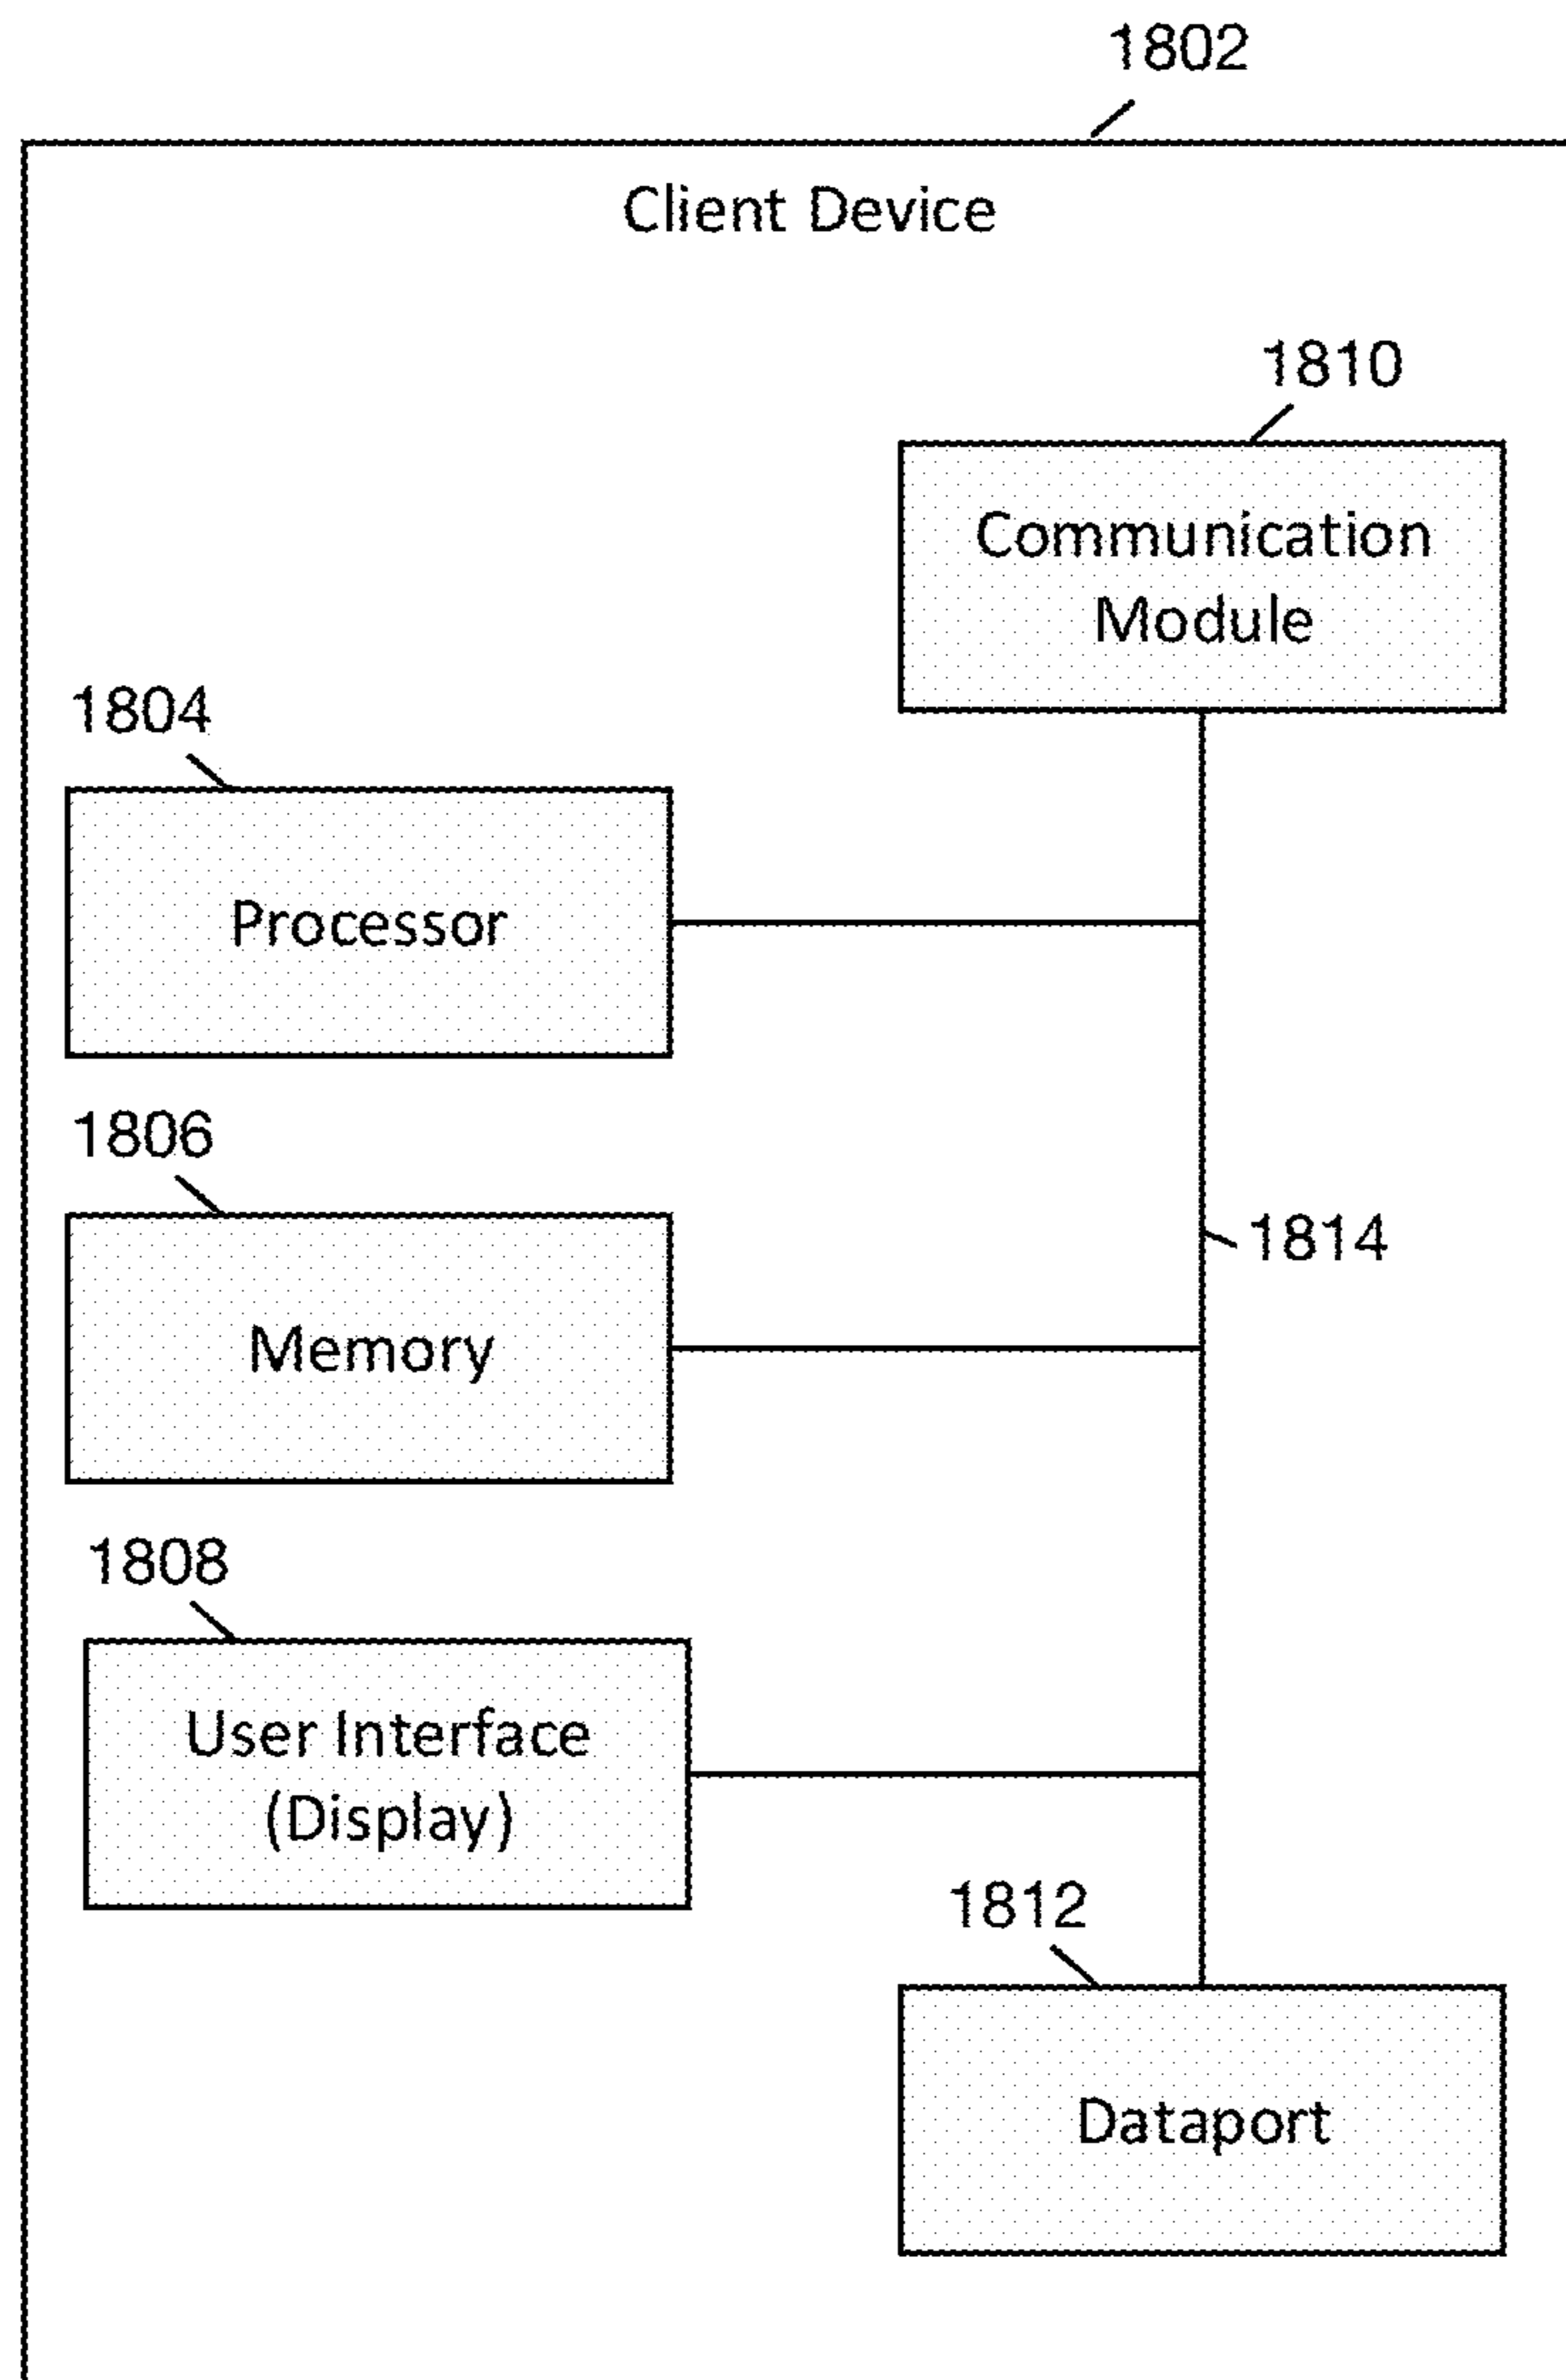 1802
Client Device
1810
Communication
Module
1804
Processor
1806
1814
Memory
1808
User Interface
(Display)
1812
Dataport